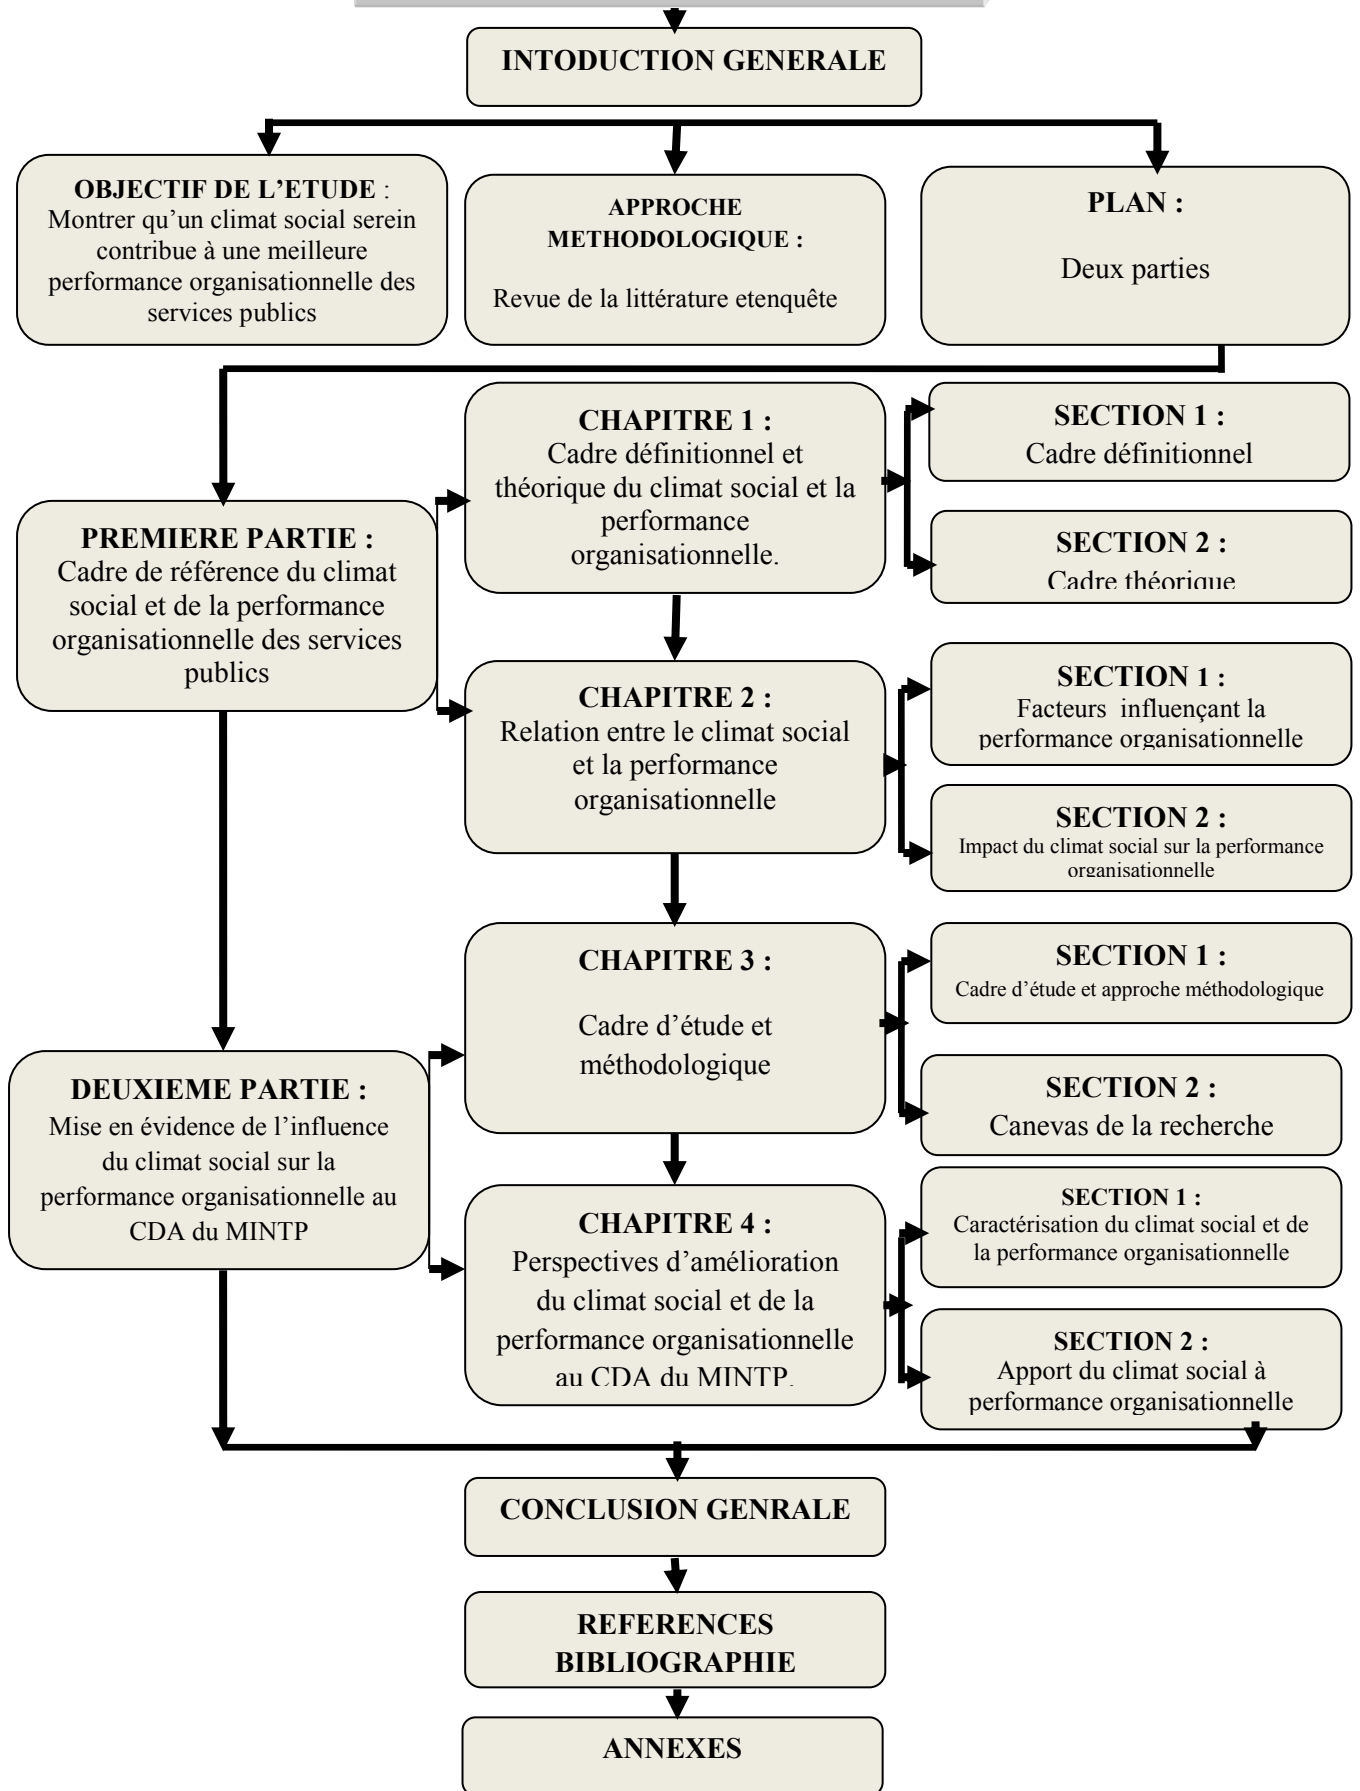 INTODUCTION GENERALE
OBJECTIF DE L’ETUDE :
Montrer qu’un climat social serein
contribue à une meilleure
performance organisationnelle des
services publics
APPROCHE
METHODOLOGIQUE :
Revue de la littérature etenquête
PLAN :
Deux parties
PREMIERE PARTIE :
Cadre de référence du climat
social et de la performance
organisationnelle des services
publics
CHAPITRE 1 :
Cadre définitionnel et
théorique du climat social et la
performance
organisationnelle.
SECTION 1 :
Cadre définitionnel
SECTION 2 :
Cadre théorique
CHAPITRE 2 :
Relation entre le climat social
et la performance
organisationnelle
SECTION 1 :
Facteurs influençant la
performance organisationnelle
SECTION 2 :
Impact du climat social sur la performance
organisationnelle
DEUXIEME PARTIE :
Mise en évidence de l’influence
du climat social sur la
performance organisationnelle au
CDA du MINTP
CHAPITRE 3 :
Cadre d’étude et
méthodologique
SECTION 1 :
Cadre d’étude et approche méthodologique
SECTION 2 :
Canevas de la recherche
CHAPITRE 4 :
Perspectives d’amélioration
du climat social et de la
performance organisationnelle
au CDA du MINTP.
SECTION 1 :
Caractérisation du climat social et de
la performance organisationnelle
SECTION 2 :
Apport du climat social à
performance organisationnelle
CONCLUSION GENRALE
REFERENCES
BIBLIOGRAPHIE
ANNEXES